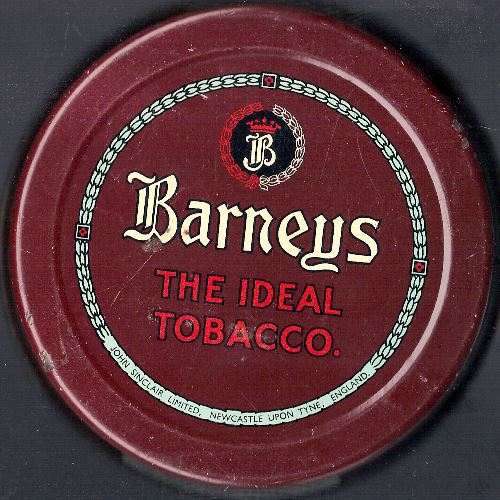 B
Barneys
THE IDEAL
TOBACCO.
JOHN SINCLAIR LIMITED, NEWCASTLE UPON TYNE, ENGLAND.